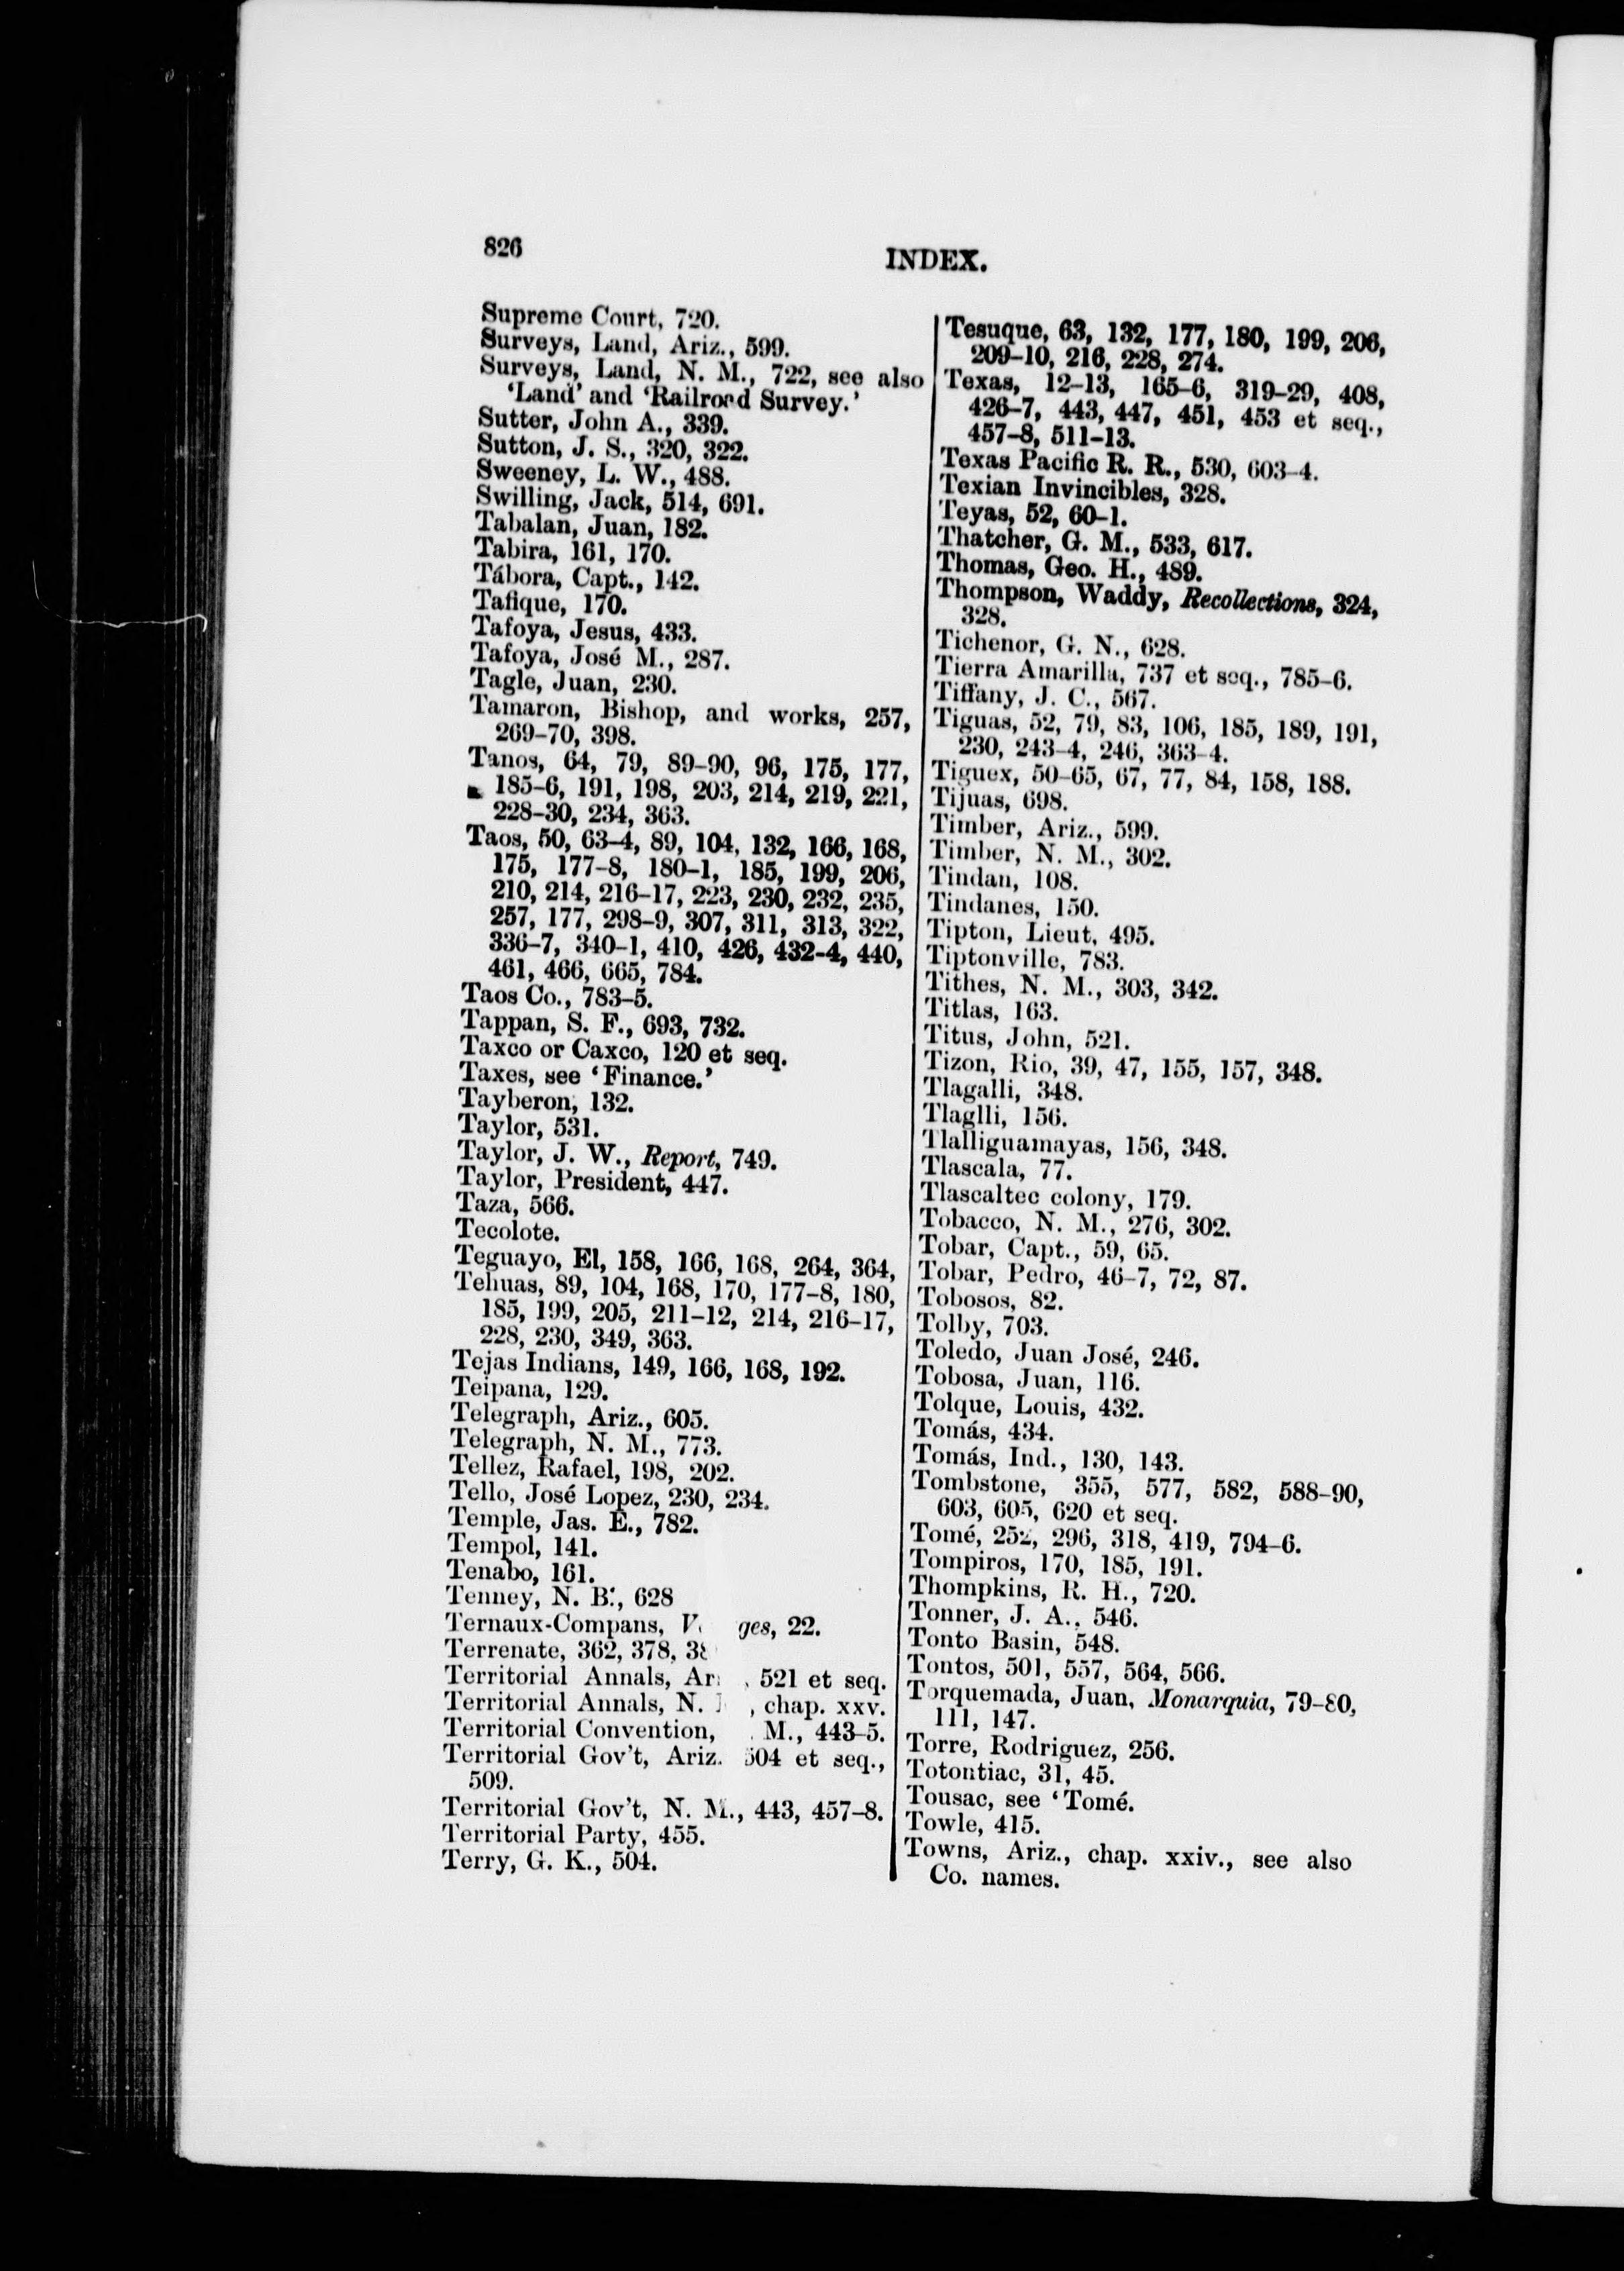 826
INDEX.
Supreme Court, 720.
Surveys, Land, Ariz., 599.
Surveys, Land, N. M., 722, see also
'Land' and 'Railroad Survey.'
Sutter, John A., 339.
Sutton, J. S., 320, 322.
Sweeney, L. W., 488.
Swilling, Jack, 514, 691.
Tabalan, Juan, 182.
Tabira, 161, 170.
Tábora, Capt., 142.
Tafique, 170.
Tafoya, Jesus, 433.
Tafoya, José M., 287.
Tagle, Juan, 230.
Tamaron, Bishop, and works, 257,
269-70, 398.
Tanos, 64, 79, 89-90, 96, 175, 177,
185-6, 191, 198, 203, 214, 219, 221,
228-30, 234, 363.
Taos, 50, 63-4, 89, 104, 132, 166, 168,
175, 177-8, 180-1, 185, 199, 206,
210, 214, 216-17, 223, 230, 232, 235,
257, 177, 298-9, 307, 311, 313, 322,
336-7, 340-1, 410, 426, 432-4, 440,
461, 466, 665, 784.
Taos Co., 783-5.
Tappan, S. F., 693, 732.
Taxco or Caxco, 120 et seq.
Taxes, see 'Finance.'
Tayberon, 132.
Taylor, 531.
Taylor, J. W., Report, 749.
Taylor, President, 447.
Taza, 566.
Tecolote.
Teguayo, El, 158, 166, 168, 264, 364,
Tehuas, 89, 104, 168, 170, 177-8, 180,
185, 199, 205, 211-12, 214, 216-17,
228, 230, 349, 363.
Tejas Indians, 149, 166, 168, 192.
Teipana, 129.
Telegraph, Ariz., 605.
Telegraph, N. M., 773.
Tellez, Rafael, 198, 202.
Tello, José Lopez, 230, 234.
Temple, Jas. E., 782.
Tempol, 141.
Tenabo, 161.
Tenney, N. B., 628
Ternaux-Compans, 22.
Terrenate, 362, 378,
Territorial Annals, 521 et seq.
Territorial Annals, N. , chap. xxv.
Territorial Convention, M., 443-5.
Territorial Gov't, Ariz. 504 et seq.,
509.
Territorial Gov't, N. M., 443, 457-8.
Territorial Party, 455.
Terry, G. K., 504.
Tesuque, 63, 132, 177, 180, 199, 206,
209-10, 216, 228, 274.
Texas, 12-13, 165-6, 319-29, 408,
426-7, 443, 447, 451, 453 et seq.,
457-8, 511-13.
Texas Pacific R. R., 530, 603-4.
Texian Invincibles, 328.
Teyas, 52, 60-1.
Thatcher, G. M., 533, 617.
Thomas, Geo. H., 489.
Thompson, Waddy, Recollections, 324,
328.
Tichenor, G. N., 628.
Tierra Amarilla, 737 et seq., 785-6.
Tiffany, J. C., 567.
Tiguas, 52, 79, 83, 106, 185, 189, 191,
230, 243-4, 246, 363-4.
Tiguex, 50-65, 67, 77, 84, 158, 188.
Tijuas, 698.
Timber, Ariz., 599.
Timber, N. M., 302.
Tindan, 108.
Tindanes, 150.
Tipton, Lieut, 495.
Tiptonville, 783.
Tithes, N. M., 303, 342.
Titlas, 163.
Titus, John, 521.
Tizon, Rio, 39, 47, 155, 157, 348.
Tlagalli, 348.
Tlaglli, 156.
Tlalliguamayas, 156, 348.
Tlascala, 77.
Tlascaltec colony, 179.
Tobacco, N. M., 276, 302.
Tobar, Capt., 59, 65.
Tobar, Pedro, 46-7, 72, 87.
Tobosos, 82.
Tolby, 703.
Toledo, Juan José, 246.
Tobosa, Juan, 116.
Tolque, Louis, 432.
Tomás, 434.
Tomás, Ind., 130, 143.
Tombstone, 355, 577, 582, 588-90,
603, 605, 620 et seq.
Tomé, 252, 296, 318, 419, 794-6.
Tompiros, 170, 185, 191.
Thompkins, R. H., 720.
Tonner, J. A., 546.
Tonto Basin, 548.
Tontos, 501, 557, 564, 566.
Torquemada, Juan, Monarquia, 79-80,
111, 147.
Torre, Rodriguez, 256.
Totontiac, 31, 45.
Tousac, see 'Tomé.
Towle, 415.
Towns, Ariz., chap. xxiv., see also
Co. names.